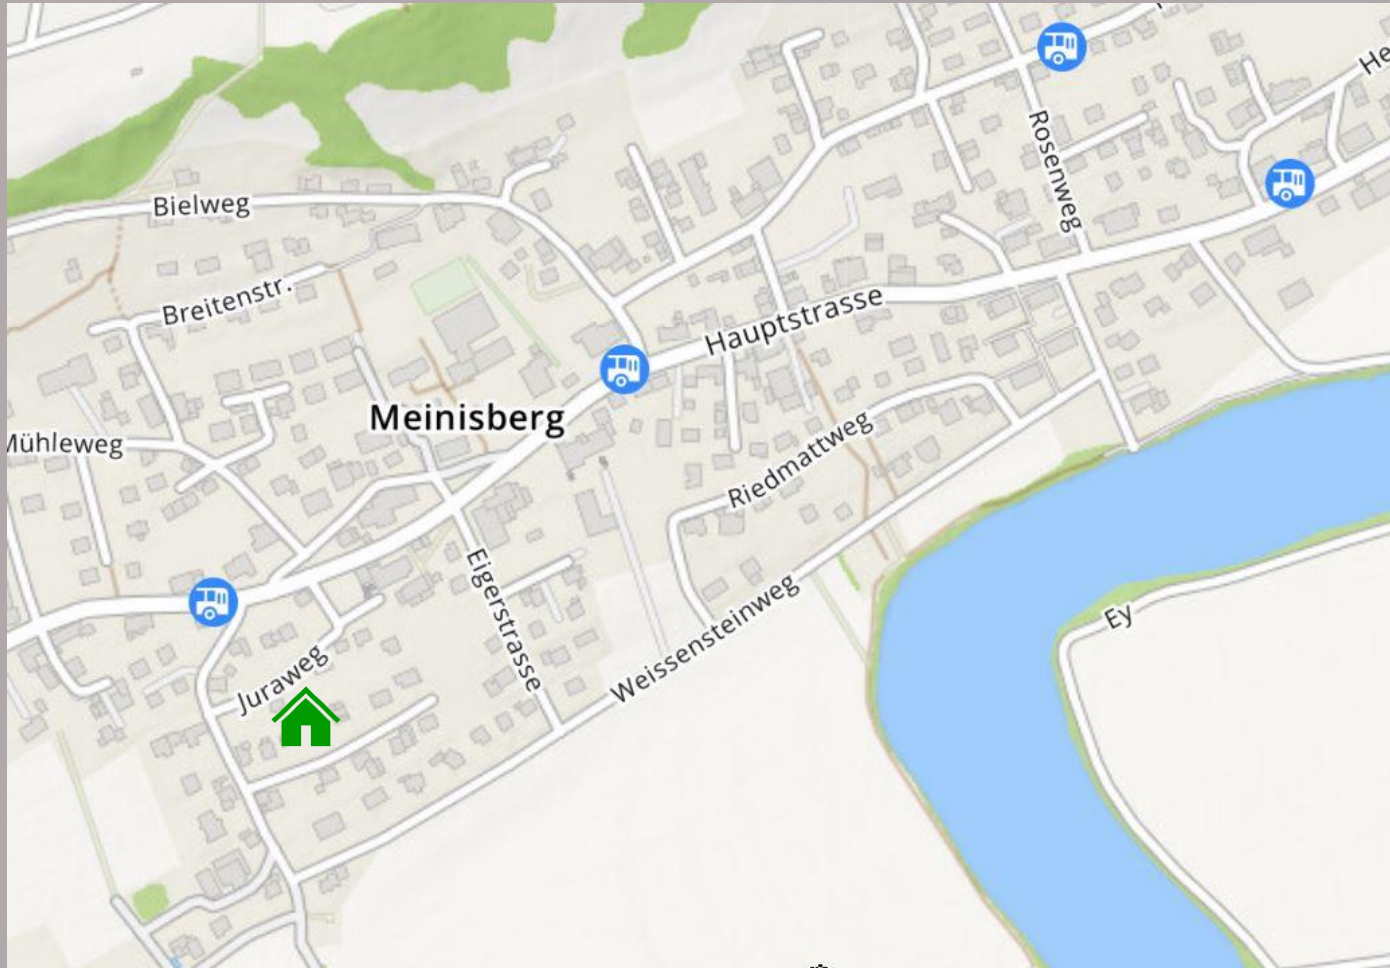 Bielweg
Rosenweg
Breitenstr.
Hauptstrasse
Meinisberg
Mühleweg
Riedmattweg
Eigerstrasse
Weissensteinweg
Ey
Juraweg